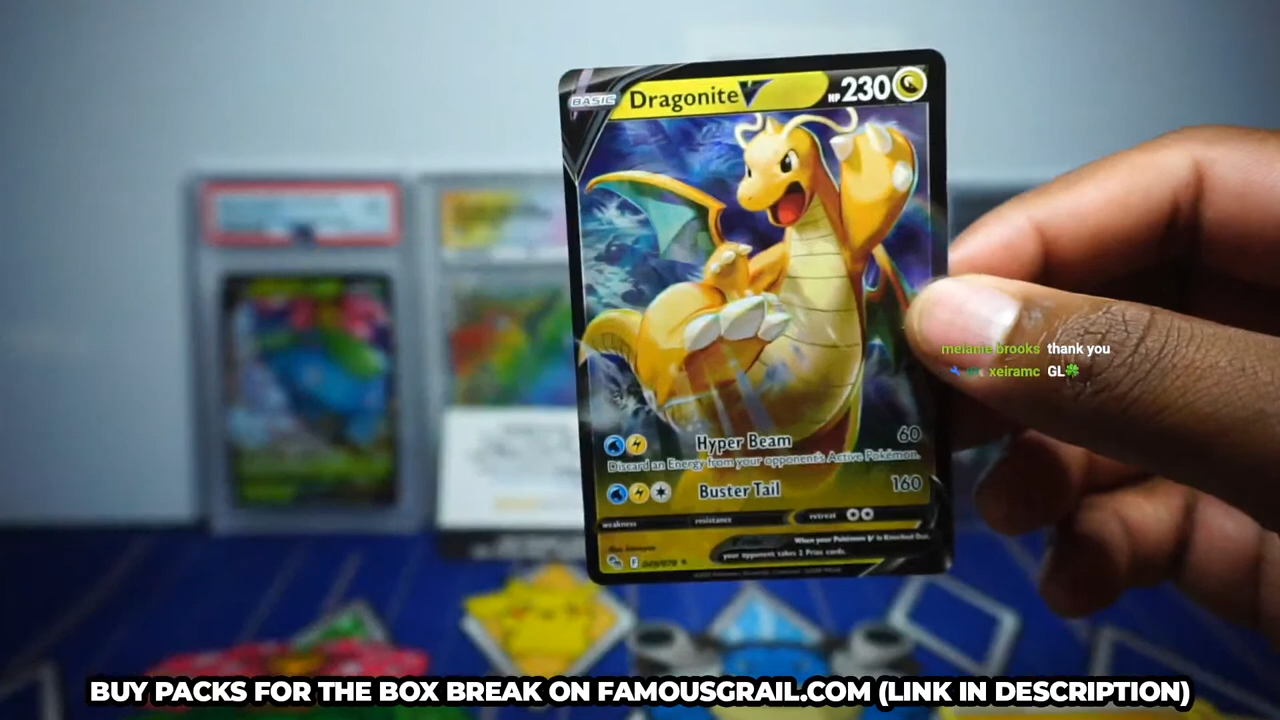 BASIC Dragonite V HP 230
melanie brooks thank you
xeiramc GL🍀
Hyper Beam 60
Discard an Energy from your opponent's Active Pokémon.
Buster Tail 160
weakness resistance retreat
When your Pokémon V is Knocked Out,
your opponent takes 2 Prize cards.
F 049/078
BUY PACKS FOR THE BOX BREAK ON FAMOUSGRAIL.COM (LINK IN DESCRIPTION)